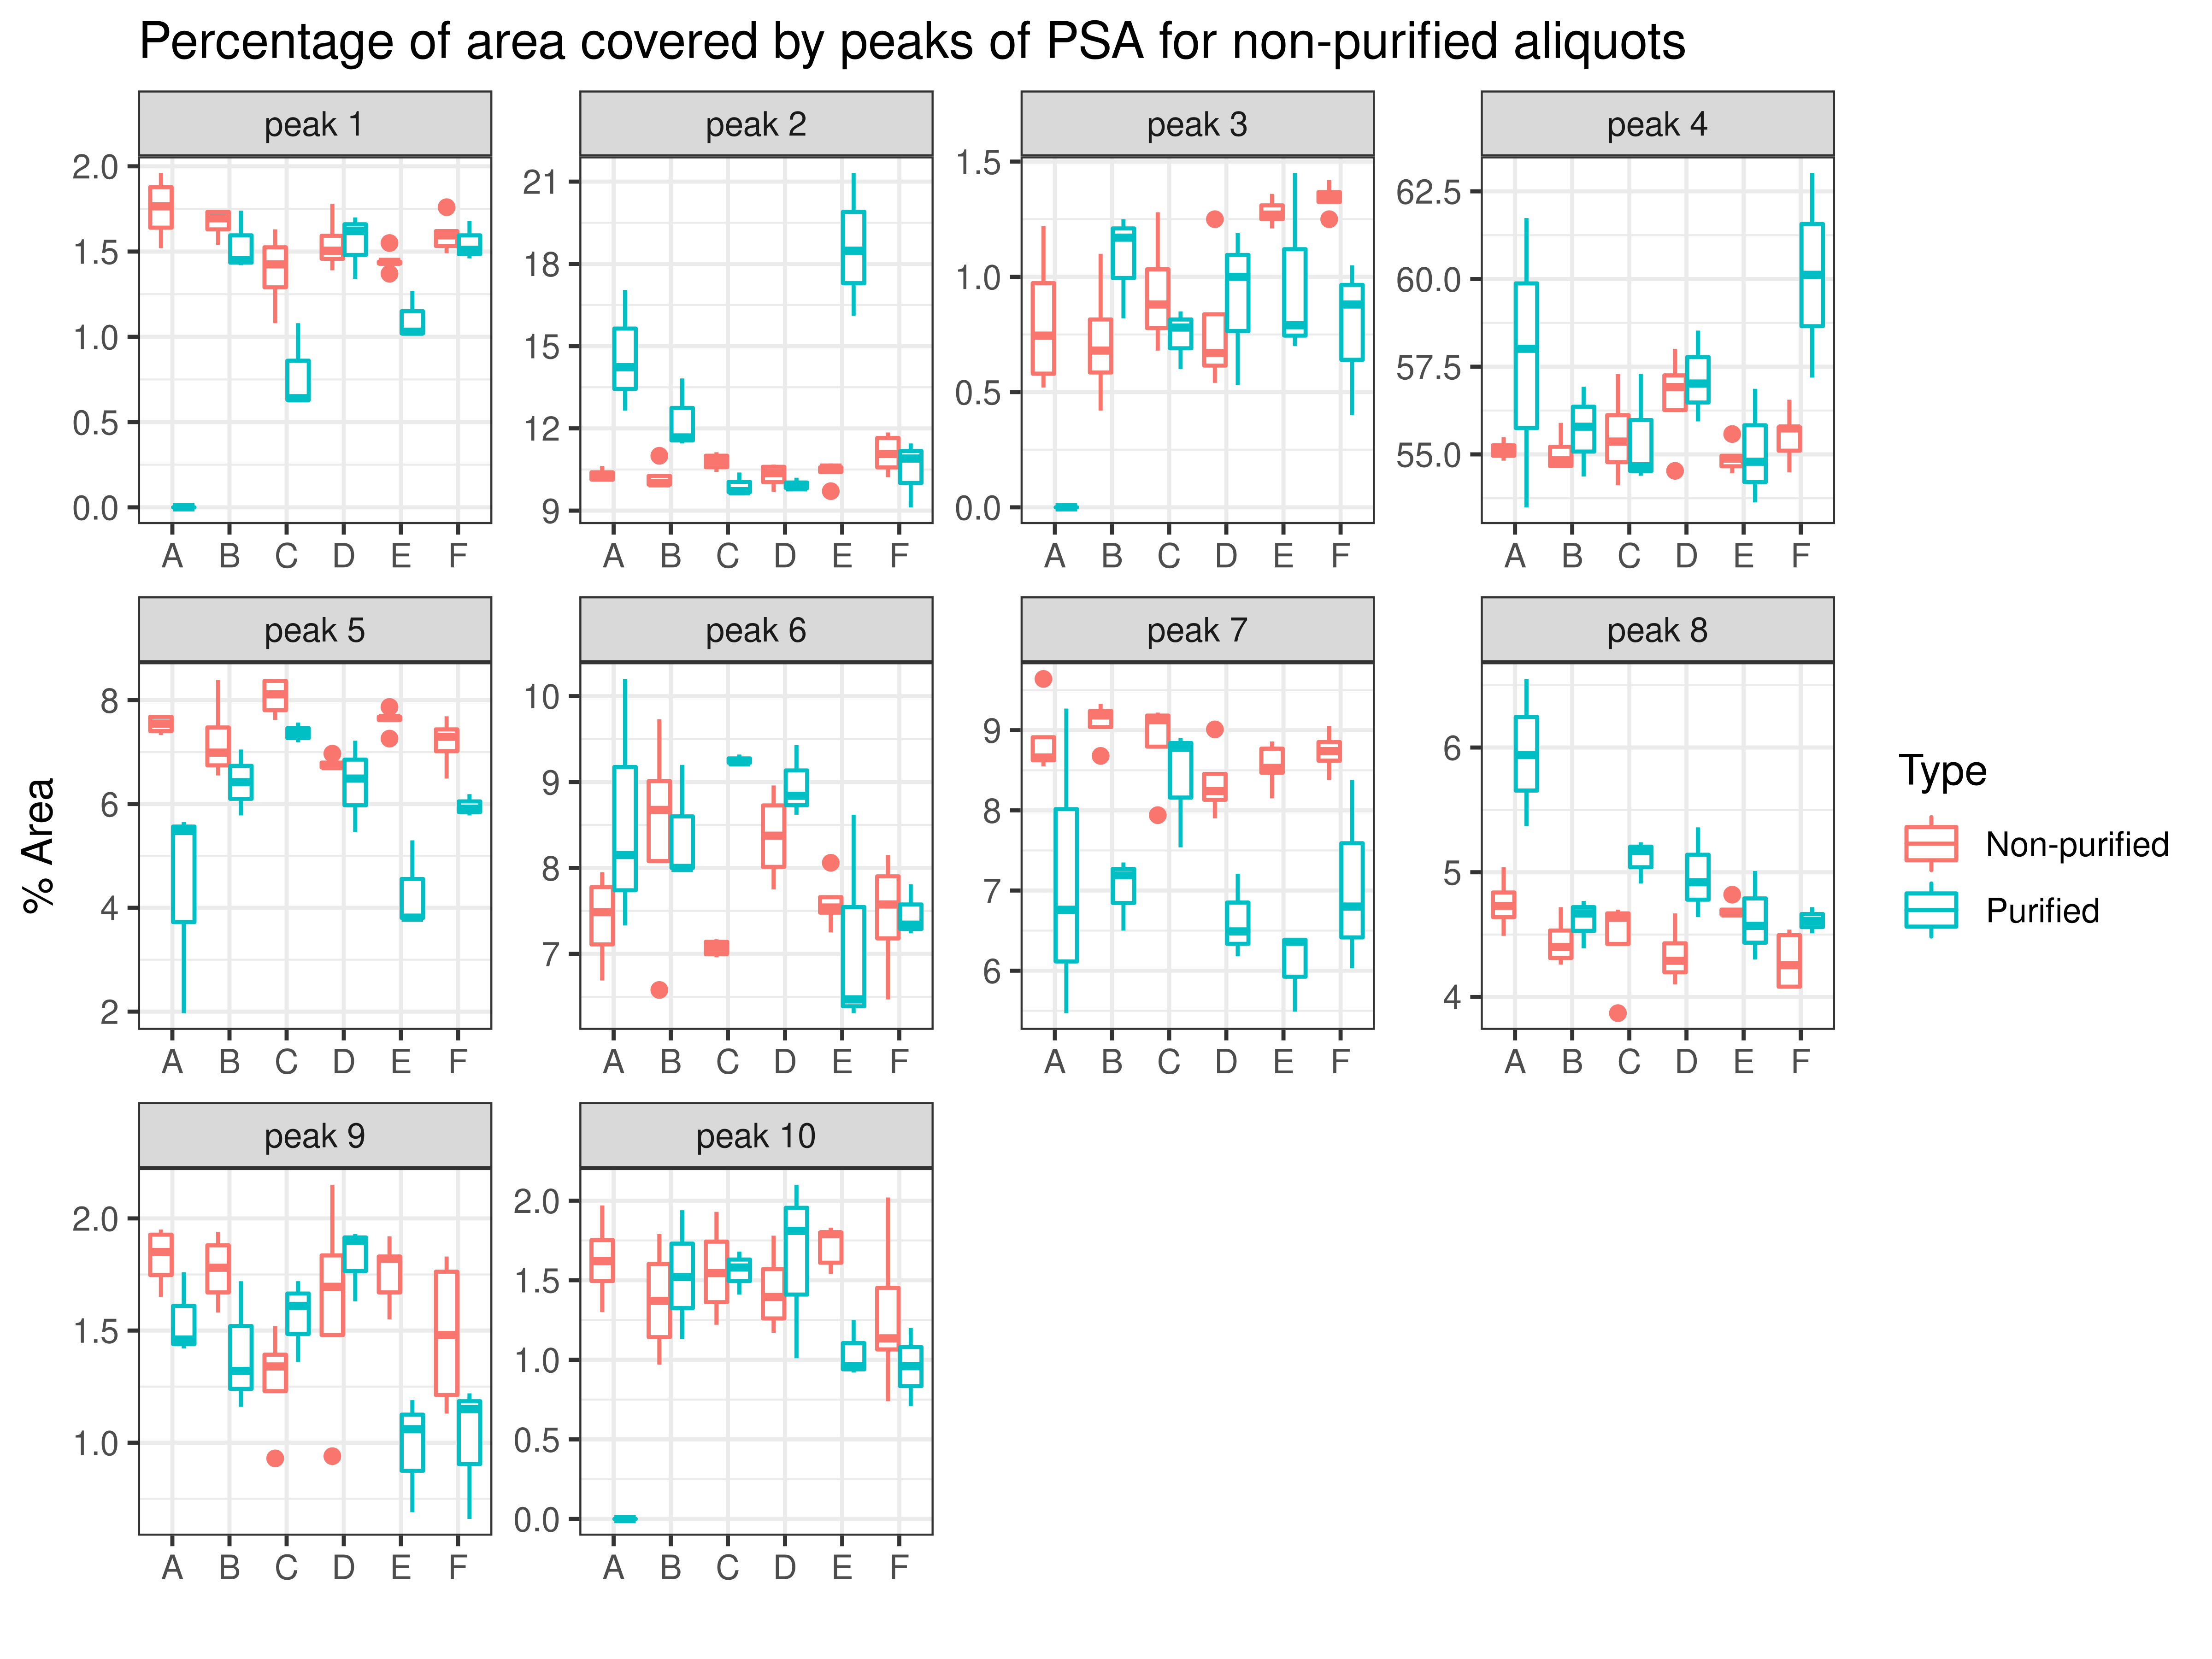 Percentage of area covered by peaks of PSA for non-purified aliquots
peak 1
2.0
1.5
1.0
0.5
0.0
A B C D E F
peak 2
21
18
15
12
9
A B C D E F
peak 3
1.5
1.0
0.5
0.0
A B C D E F
peak 4
62.5
60.0
57.5
55.0
A B C D E F
% Area
peak 5
8
6
4
2
A B C D E F
peak 6
10
9
8
7
A B C D E F
peak 7
9
8
7
6
A B C D E F
peak 8
6
5
4
A B C D E F
Type
Non-purified
Purified
peak 9
2.0
1.5
1.0
A B C D E F
peak 10
2.0
1.5
1.0
0.5
0.0
A B C D E F